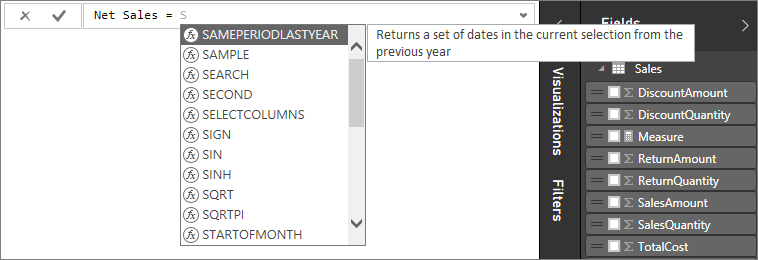 Net Sales = S
SAMEPERIODLASTYEAR
SAMPLE
SEARCH
SECOND
SELECTCOLUMNS
SIGN
SIN
SINH
SQRT
SQRTPI
STARTOFMONTH
Returns a set of dates in the current selection from the
previous year
Visualizations
Filters
Fields
Sales
DiscountAmount
DiscountQuantity
Measure
ReturnAmount
ReturnQuantity
SalesAmount
SalesQuantity
TotalCost